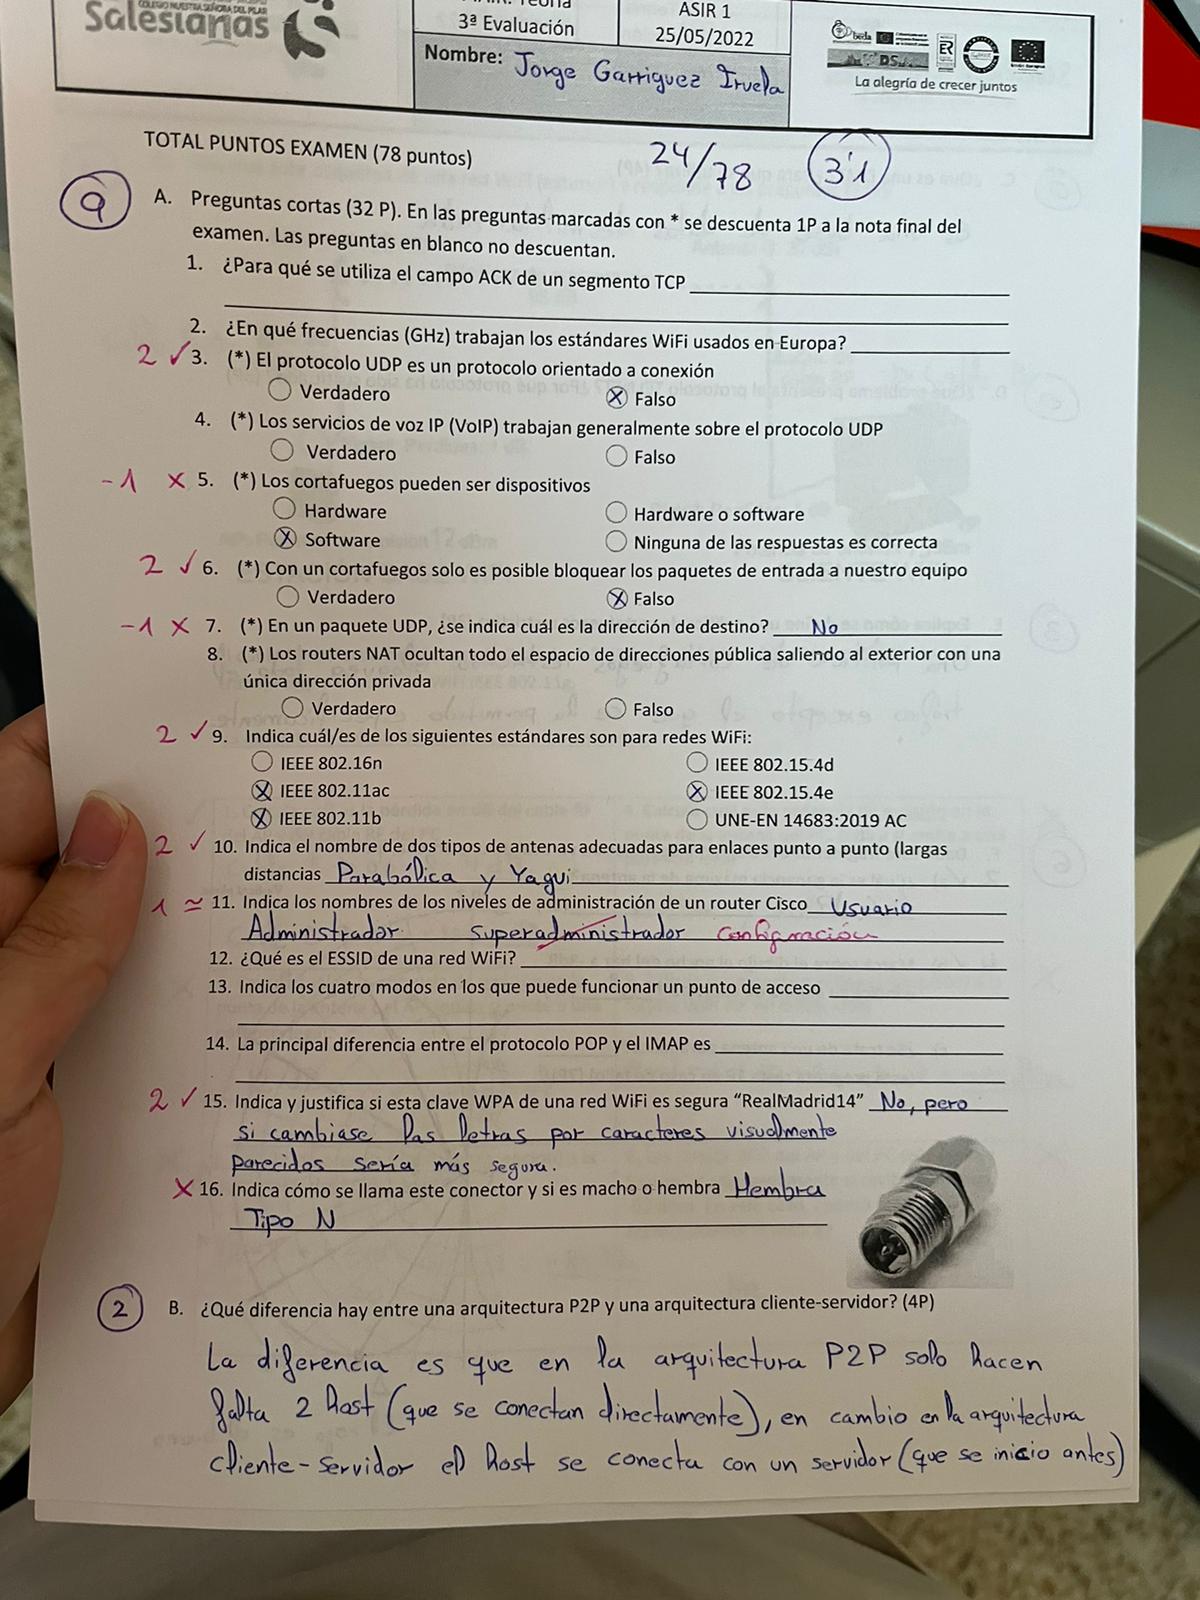 COLEGIO NUESTRA SEÑORA DEL PILAR
Salesianas
Teoría
3ª Evaluación
ASIR 1
25/05/2022
Nombre: Jorge Garriguez Iruela
beda
ER
DS
La alegría de crecer juntos
TOTAL PUNTOS EXAMEN (78 puntos)
24/78
3'1
9
A. Preguntas cortas (32 P). En las preguntas marcadas con * se descuenta 1P a la nota final del
examen. Las preguntas en blanco no descuentan.
1. ¿Para qué se utiliza el campo ACK de un segmento TCP
2. ¿En qué frecuencias (GHz) trabajan los estándares WiFi usados en Europa?
2 ✓ 3. (*) El protocolo UDP es un protocolo orientado a conexión
Verdadero X Falso
4. (*) Los servicios de voz IP (VoIP) trabajan generalmente sobre el protocolo UDP
Verdadero Falso
-1 X 5. (*) Los cortafuegos pueden ser dispositivos
Hardware Hardware o software
X Software Ninguna de las respuestas es correcta
2 ✓ 6. (*) Con un cortafuegos solo es posible bloquear los paquetes de entrada a nuestro equipo
Verdadero X Falso
-1 X 7. (*) En un paquete UDP, ¿se indica cuál es la dirección de destino? No
8. (*) Los routers NAT ocultan todo el espacio de direcciones pública saliendo al exterior con una
única dirección privada
Verdadero Falso
2 ✓ 9. Indica cuál/es de los siguientes estándares son para redes WiFi:
IEEE 802.16n IEEE 802.15.4d
X IEEE 802.11ac X IEEE 802.15.4e
X IEEE 802.11b UNE-EN 14683:2019 AC
2 ✓ 10. Indica el nombre de dos tipos de antenas adecuadas para enlaces punto a punto (largas
distancias Parabólica y Yagui
1 ≃ 11. Indica los nombres de los niveles de administración de un router Cisco Usuario
Administrador superadministrador configuración
12. ¿Qué es el ESSID de una red WiFi?
13. Indica los cuatro modos en los que puede funcionar un punto de acceso
14. La principal diferencia entre el protocolo POP y el IMAP es
2 ✓ 15. Indica y justifica si esta clave WPA de una red WiFi es segura "RealMadrid14" No, pero
si cambiase las letras por caracteres visualmente
parecidos sería más segura.
X 16. Indica cómo se llama este conector y si es macho o hembra Hembra
Tipo N
2
B. ¿Qué diferencia hay entre una arquitectura P2P y una arquitectura cliente-servidor? (4P)
La diferencia es que en la arquitectura P2P solo hacen
falta 2 host (que se conectan directamente), en cambio en la arquitectura
cliente-servidor el host se conecta con un servidor (que se inicio antes)